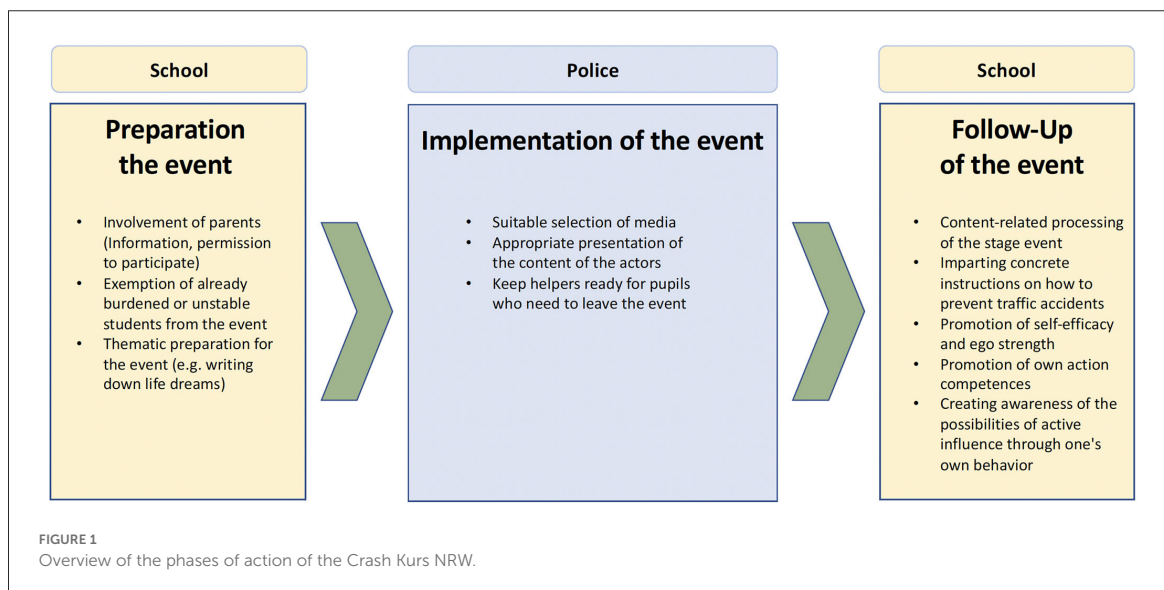 School
Preparation
the event
• Involvement of parents
(Information, permission
to participate)
• Exemption of already
burdened or unstable
students from the event
• Thematic preparation for
the event (e.g. writing
down life dreams)
Police
Implementation of the event
• Suitable selection of media
• Appropriate presentation of
the content of the actors
• Keep helpers ready for pupils
who need to leave the event
School
Follow-Up
of the event
• Content-related processing
of the stage event
• Imparting concrete
instructions on how to
prevent traffic accidents
• Promotion of self-efficacy
and ego strength
• Promotion of own action
competences
• Creating awareness of the
possibilities of active
influence through one's
own behavior
FIGURE 1
Overview of the phases of action of the Crash Kurs NRW.